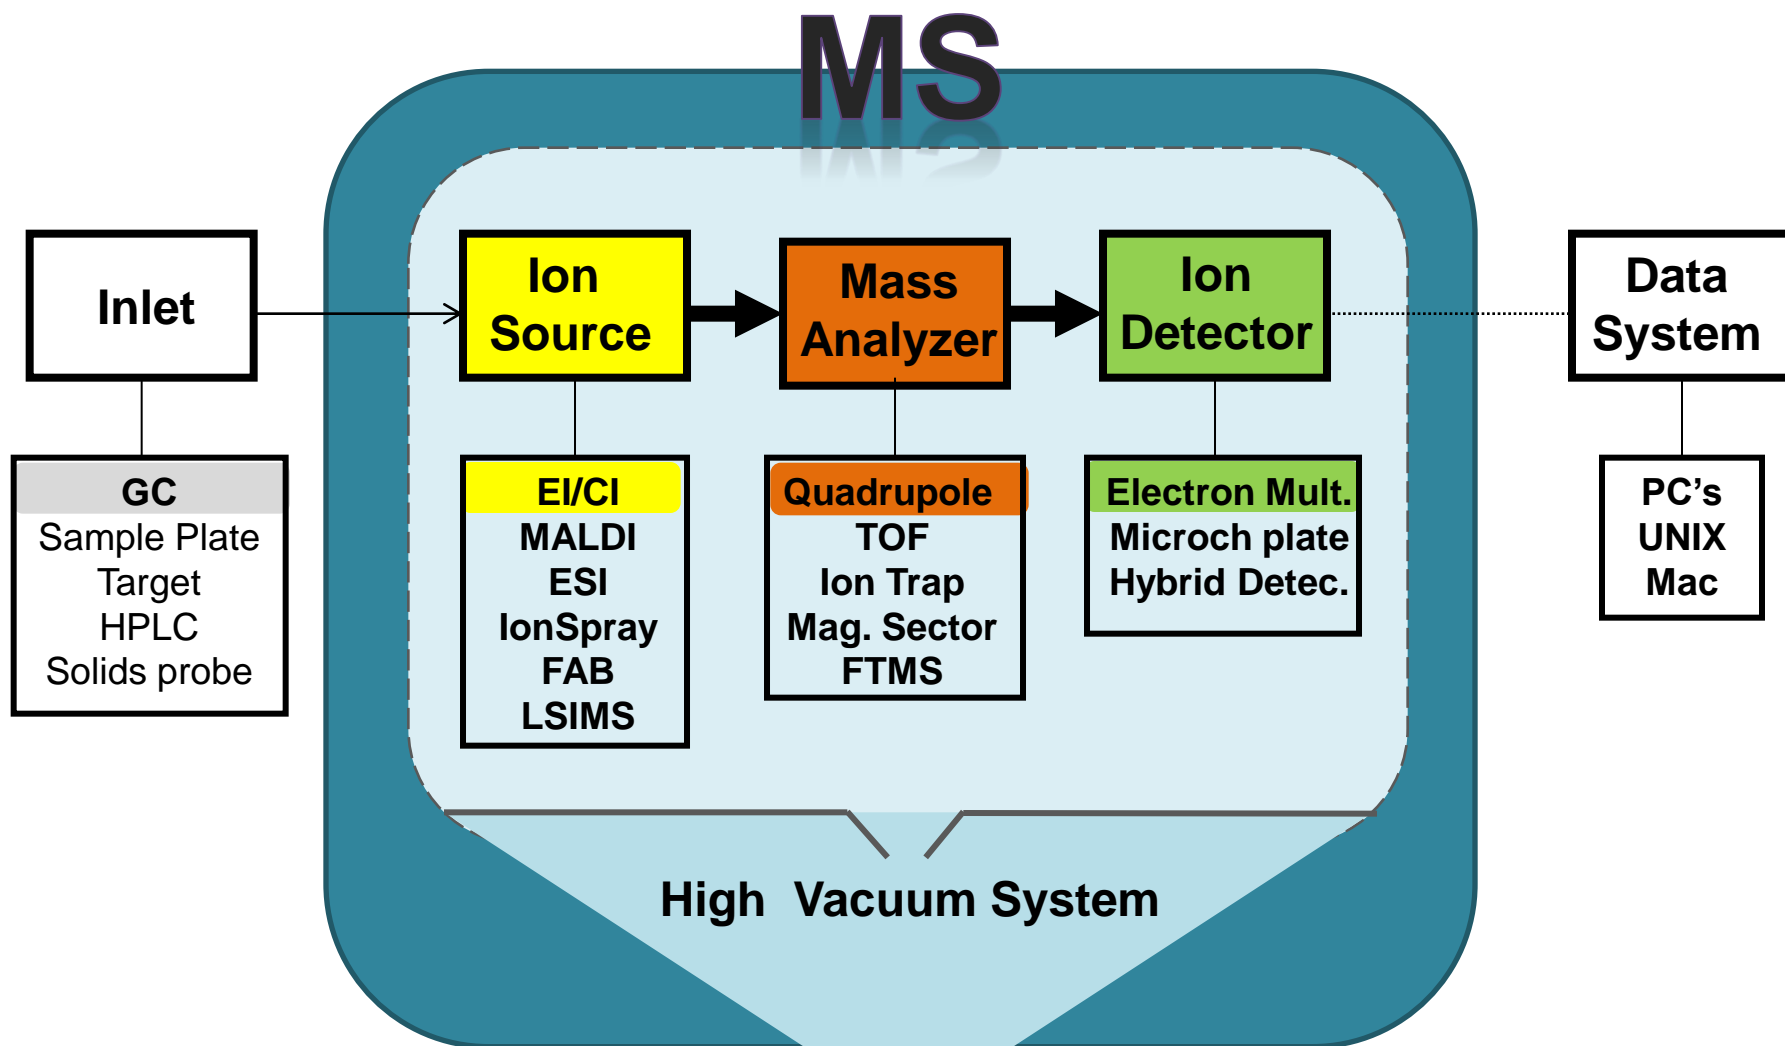 MS
Inlet
Ion
Source
Mass
Analyzer
Ion
Detector
Data
System
GC
Sample Plate
Target
HPLC
Solids probe
EI/CI
MALDI
ESI
IonSpray
FAB
LSIMS
Quadrupole
TOF
Ion Trap
Mag. Sector
FTMS
Electron Mult.
Microch plate
Hybrid Detec.
PC’s
UNIX
Mac
High  Vacuum System